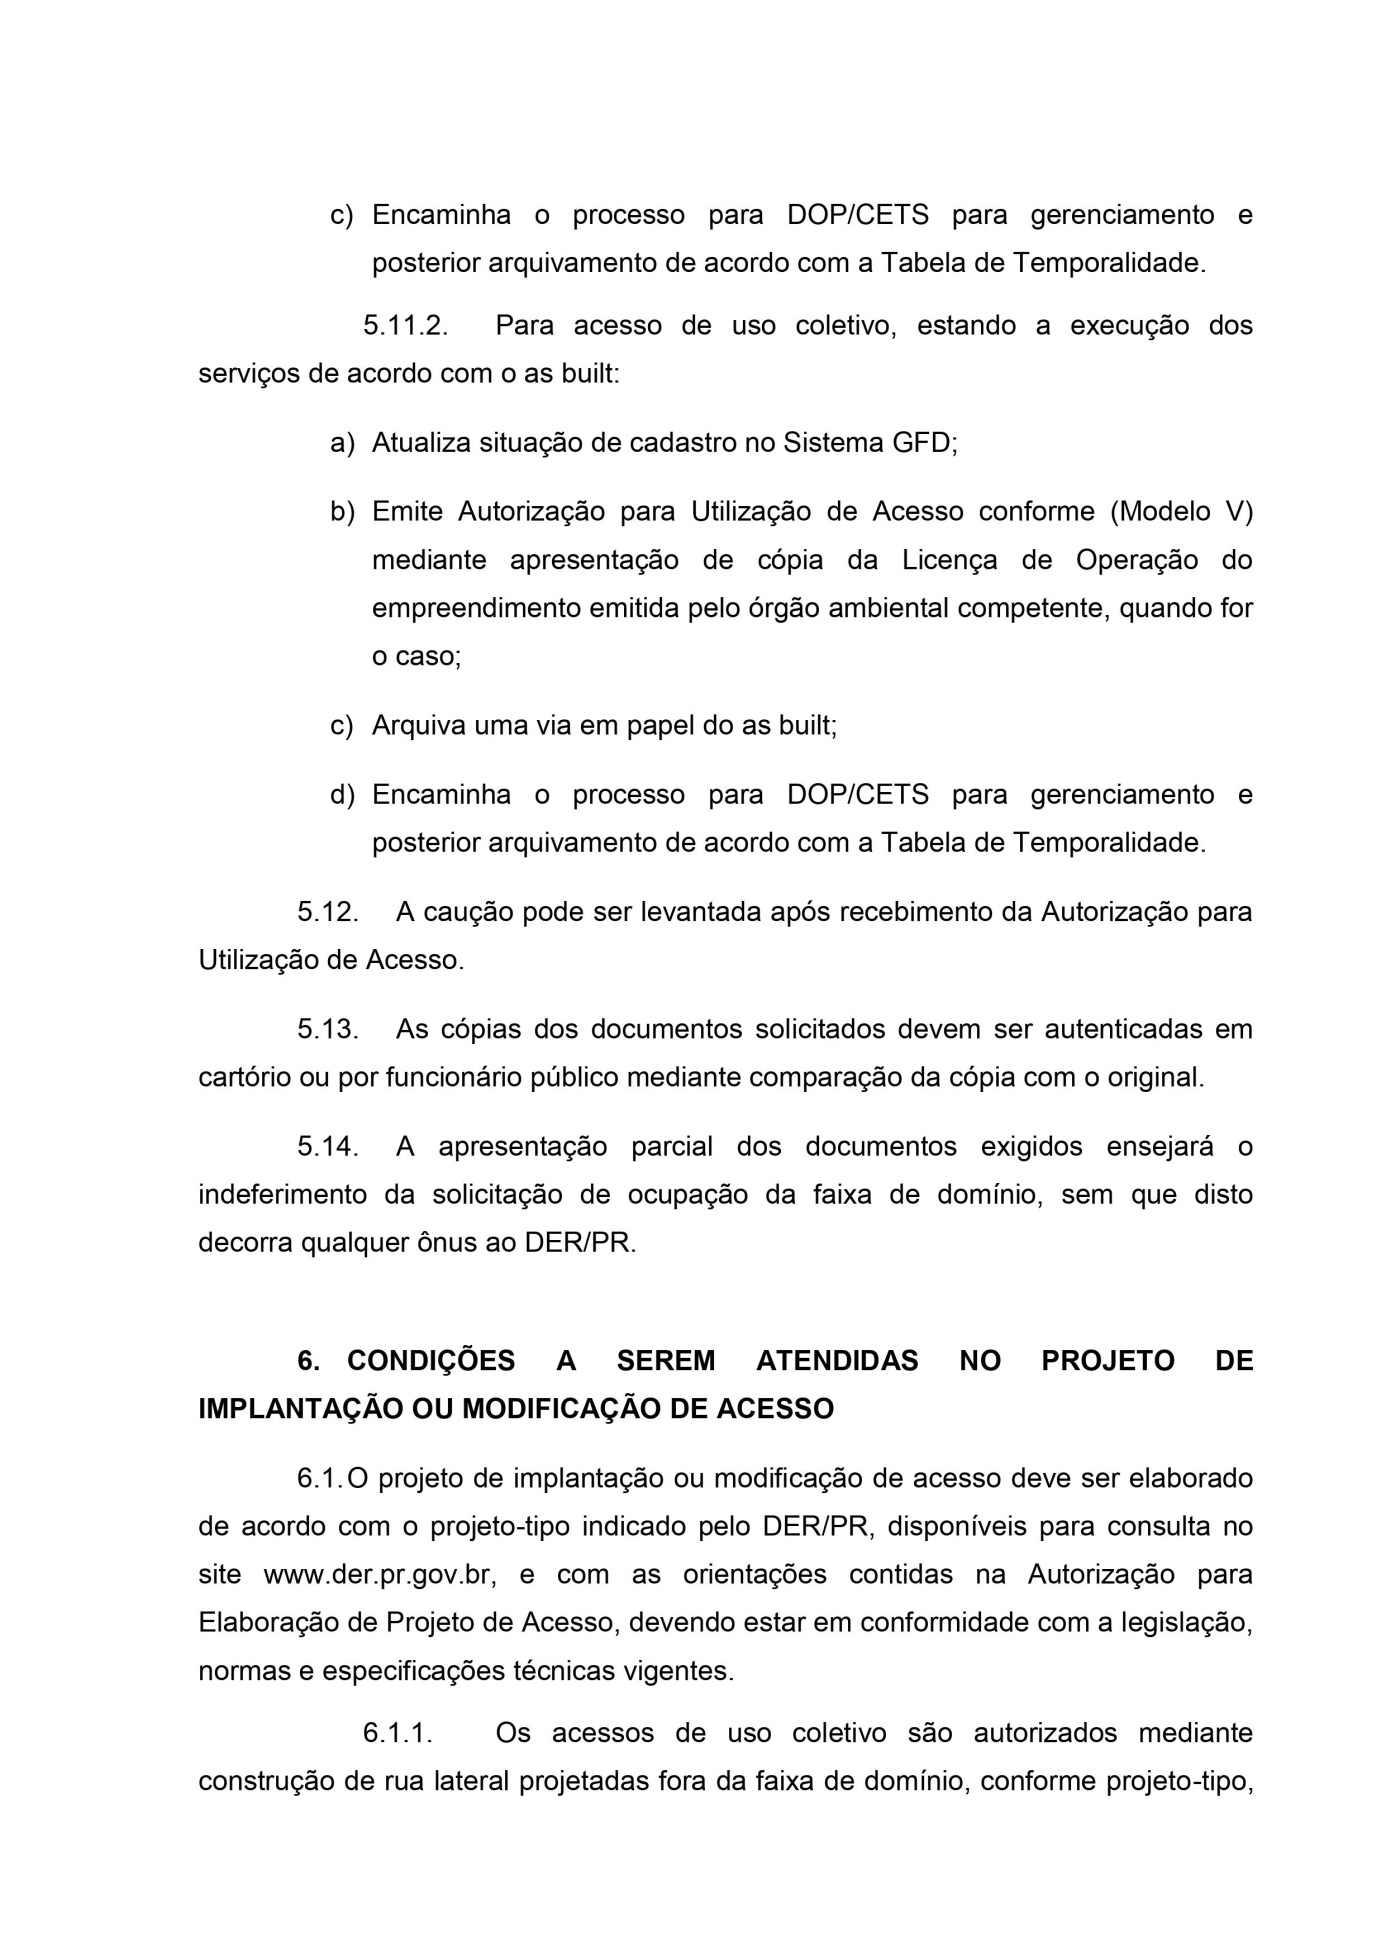 c) Encaminha o processo para DOP/CETS para gerenciamento e
posterior arquivamento de acordo com a Tabela de Temporalidade.
5.11.2. Para acesso de uso coletivo, estando a execução dos
serviços de acordo com o as built:
a) Atualiza situação de cadastro no Sistema GFD;
b) Emite Autorização para Utilização de Acesso conforme (Modelo V)
mediante apresentação de cópia da Licença de Operação do
empreendimento emitida pelo órgão ambiental competente, quando for
o caso;
c) Arquiva uma via em papel do as built;
d) Encaminha o processo para DOP/CETS para gerenciamento e
posterior arquivamento de acordo com a Tabela de Temporalidade.
5.12. A caução pode ser levantada após recebimento da Autorização para
Utilização de Acesso.
5.13. As cópias dos documentos solicitados devem ser autenticadas em
cartório ou por funcionário público mediante comparação da cópia com o original.
5.14. A apresentação parcial dos documentos exigidos ensejará o
indeferimento da solicitação de ocupação da faixa de domínio, sem que disto
decorra qualquer ônus ao DER/PR.
6. CONDIÇÕES A SEREM ATENDIDAS NO PROJETO DE
IMPLANTAÇÃO OU MODIFICAÇÃO DE ACESSO
6.1. O projeto de implantação ou modificação de acesso deve ser elaborado
de acordo com o projeto-tipo indicado pelo DER/PR, disponíveis para consulta no
site www.der.pr.gov.br, e com as orientações contidas na Autorização para
Elaboração de Projeto de Acesso, devendo estar em conformidade com a legislação,
normas e especificações técnicas vigentes.
6.1.1. Os acessos de uso coletivo são autorizados mediante
construção de rua lateral projetadas fora da faixa de domínio, conforme projeto-tipo,